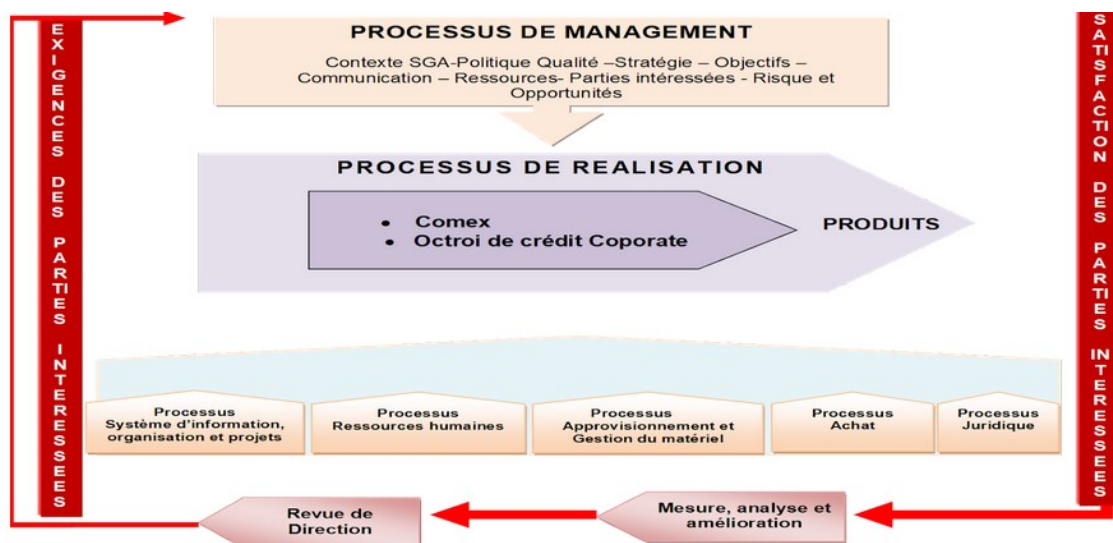 EXIGENCES DES PARTIES INTERESSEES
PROCESSUS DE MANAGEMENT
Contexte SGA-Politique Qualité –Stratégie – Objectifs –
Communication – Ressources- Parties intéressées - Risque et
Opportunités
PROCESSUS DE REALISATION
• Comex
• Octroi de crédit Coporate
PRODUITS
SATISFACTION DES PARTIES INTERESSEES
Processus
Système d'information,
organisation et projets
Processus
Ressources humaines
Processus
Approvisionnement et
Gestion du matériel
Processus
Achat
Processus
Juridique
Revue de
Direction
Mesure, analyse et
amélioration